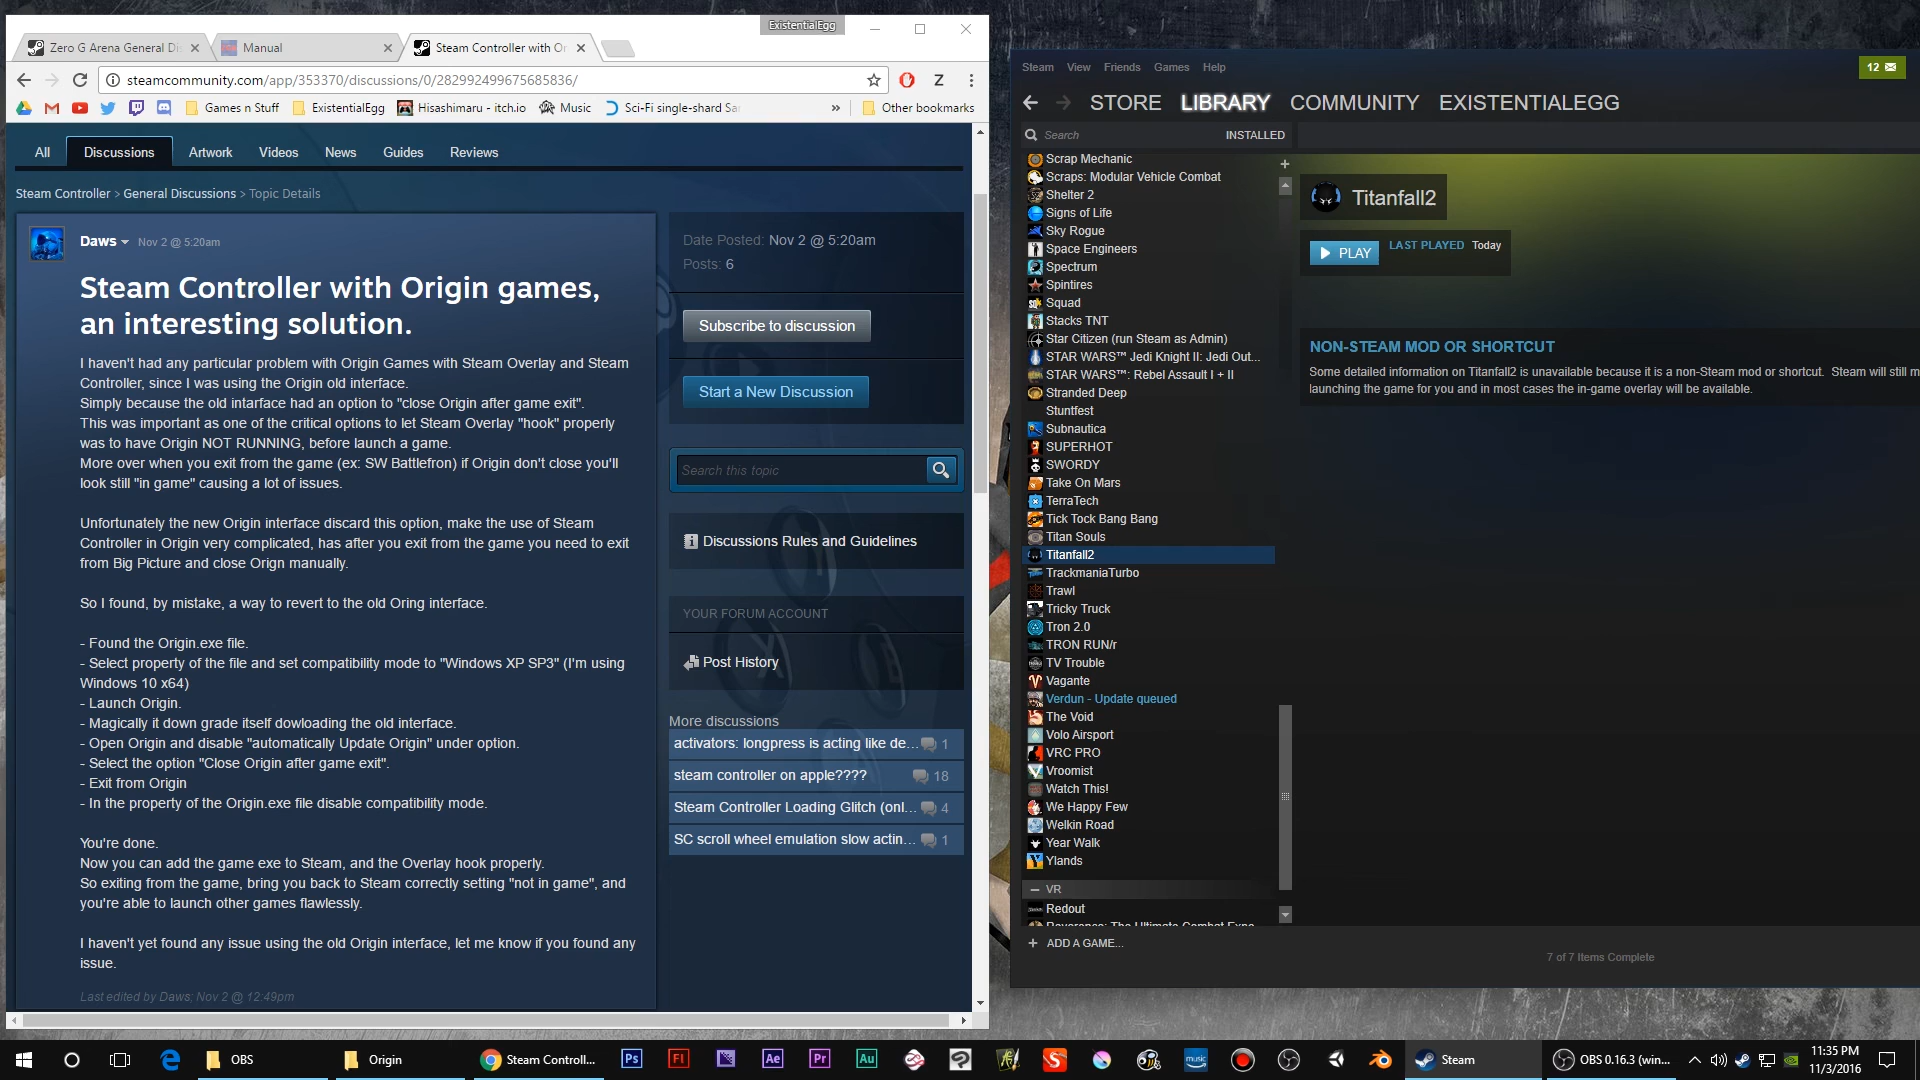 ExistentialEgg
Zero G Arena General Di
Manual
Steam Controller with Or
steamcommunity.com/app/353370/discussions/0/282992499675685836/
Games n Stuff
ExistentialEgg
Hisashimaru - itch.io
Music
Sci-Fi single-shard Sa
»
Other bookmarks
All
Discussions
Artwork
Videos
News
Guides
Reviews
Steam Controller > General Discussions > Topic Details
Daws
Nov 2 @ 5:20am
Steam Controller with Origin games,
an interesting solution.
I haven't had any particular problem with Origin Games with Steam Overlay and Steam
Controller, since I was using the Origin old interface.
Simply because the old intarface had an option to "close Origin after game exit".
This was important as one of the critical options to let Steam Overlay "hook" properly
was to have Origin NOT RUNNING, before launch a game.
More over when you exit from the game (ex: SW Battlefron) if Origin don't close you'll
look still "in game" causing a lot of issues.
Unfortunately the new Origin interface discard this option, make the use of Steam
Controller in Origin very complicated, has after you exit from the game you need to exit
from Big Picture and close Orign manually.
So I found, by mistake, a way to revert to the old Oring interface.
- Found the Origin.exe file.
- Select property of the file and set compatibility mode to "Windows XP SP3" (I'm using
Windows 10 x64)
- Launch Origin.
- Magically it down grade itself dowloading the old interface.
- Open Origin and disable "automatically Update Origin" under option.
- Select the option "Close Origin after game exit".
- Exit from Origin
- In the property of the Origin.exe file disable compatibility mode.
You're done.
Now you can add the game exe to Steam, and the Overlay hook properly.
So exiting from the game, bring you back to Steam correctly setting "not in game", and
you're able to launch other games flawlessly.
I haven't yet found any issue using the old Origin interface, let me know if you found any
issue.
Last edited by Daws; Nov 2 @ 12:49pm
Date Posted: Nov 2 @ 5:20am
Posts: 6
Subscribe to discussion
Start a New Discussion
Search this topic
Discussions Rules and Guidelines
YOUR FORUM ACCOUNT
Post History
More discussions
activators: longpress is acting like de... 1
steam controller on apple???? 18
Steam Controller Loading Glitch (onl... 4
SC scroll wheel emulation slow actin... 1
Steam View Friends Games Help
12
STORE LIBRARY COMMUNITY EXISTENTIALEGG
Search
INSTALLED
Scrap Mechanic
Scraps: Modular Vehicle Combat
Shelter 2
Signs of Life
Sky Rogue
Space Engineers
Spectrum
Spintires
Squad
Stacks TNT
Star Citizen (run Steam as Admin)
STAR WARS™ Jedi Knight II: Jedi Out...
STAR WARS™: Rebel Assault I + II
Stranded Deep
Stuntfest
Subnautica
SUPERHOT
SWORDY
Take On Mars
TerraTech
Tick Tock Bang Bang
Titan Souls
Titanfall2
TrackmaniaTurbo
Trawl
Tricky Truck
Tron 2.0
TRON RUN/r
TV Trouble
Vagante
Verdun - Update queued
The Void
Volo Airsport
VRC PRO
Vroomist
Watch This!
We Happy Few
Welkin Road
Year Walk
Ylands
VR
Redout
ADD A GAME...
Titanfall2
PLAY
LAST PLAYED Today
NON-STEAM MOD OR SHORTCUT
Some detailed information on Titanfall2 is unavailable because it is a non-Steam mod or shortcut. Steam will still m
launching the game for you and in most cases the in-game overlay will be available.
7 of 7 Items Complete
OBS
Origin
Steam Controll...
Ps
Fl
Ae
Pr
Au
music
Steam
OBS 0.16.3 (win...
11:35 PM
11/3/2016